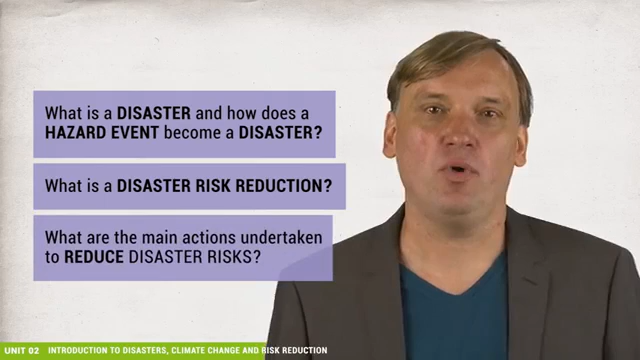 What is a DISASTER and how does a
HAZARD EVENT become a DISASTER?
What is a DISASTER RISK REDUCTION?
What are the main actions undertaken
to REDUCE DISASTER RISKS?
UNIT 02 INTRODUCTION TO DISASTERS, CLIMATE CHANGE AND RISK REDUCTION